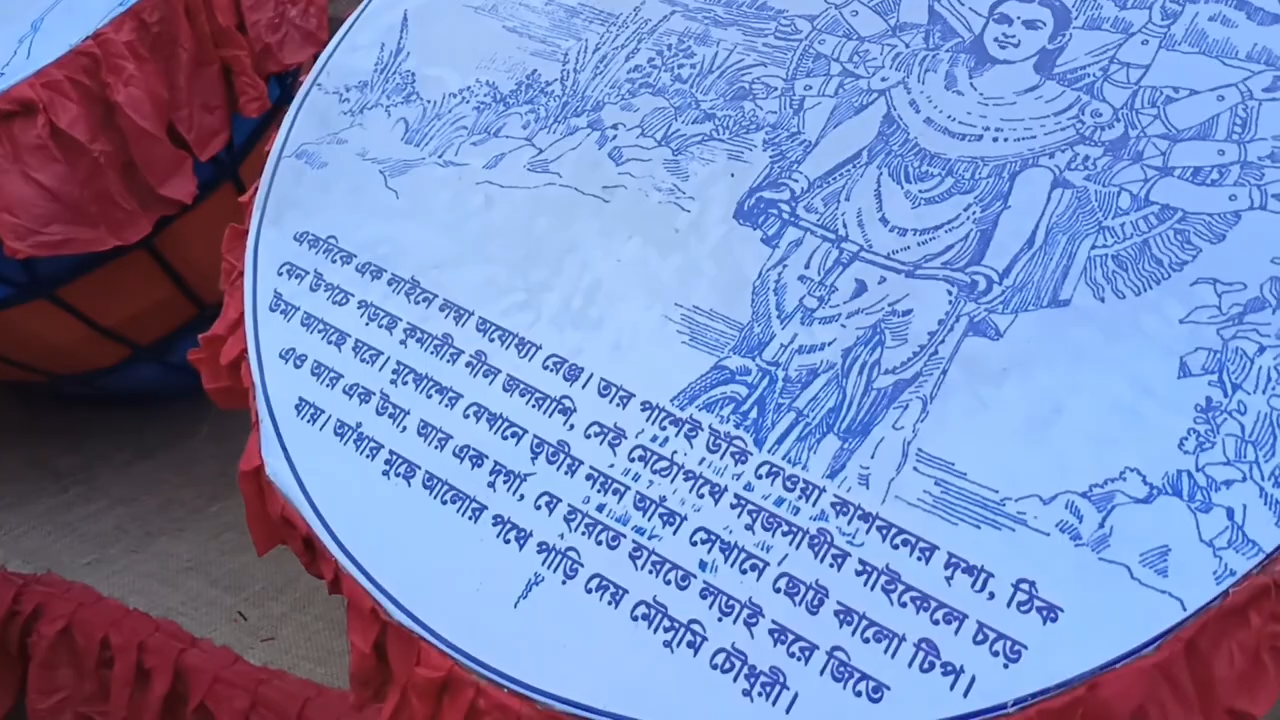 একদিকে এক লাইনে লম্বা অযোধ্যা রেঞ্জ। তার পাশেই উঁকি দেওয়া কাশবনের দৃশ্য, ঠিক
যেন উপচে পড়ছে কুমারীর নীল জলরাশি, সেই মেঠোপথে সবুজসাথীর সাইকেলে চড়ে
উমা আসছে ঘরে। মুখোশের যেখানে তৃতীয় নয়ন আঁকা সেখানে ছোট্ট কালো টিপ।
এও আর এক উমা, আর এক দুর্গা, যে হারতে হারতে লড়াই করে জিতে
যায়। আঁধার মুছে আলোর পথে পাড়ি দেয় মৌসুমি চৌধুরী।